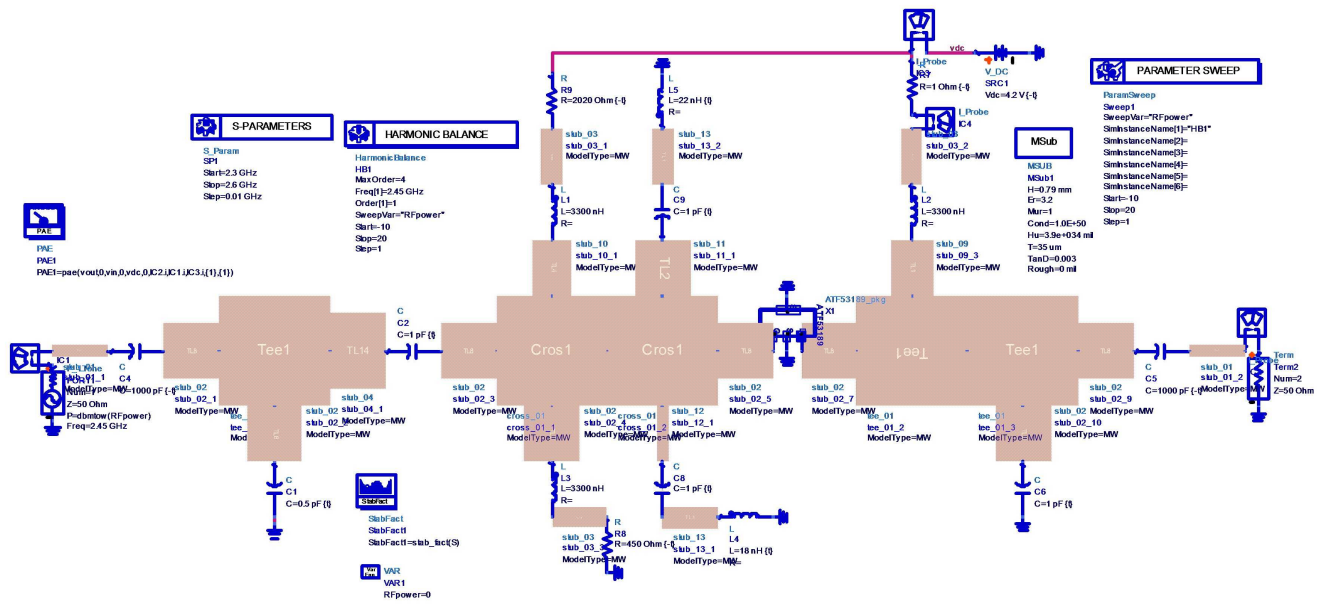 vdc
I_Probe
R
R=1 Ohm {-t}
V_DC
SRC1
Vdc=4.2 V {-t}
I_Probe
IC4
PARAMETER SWEEP
ParamSweep
Sweep1
SweepVar="RFpower"
SimInstanceName[1]="HB1"
SimInstanceName[2]=
SimInstanceName[3]=
SimInstanceName[4]=
SimInstanceName[5]=
SimInstanceName[6]=
Start=-10
Stop=20
Step=1
R
R9
R=2020 Ohm {-t}
L
L5
L=22 nH {t}
R=
S-PARAMETERS
S_Param
SP1
Start=2.3 GHz
Stop=2.6 GHz
Step=0.01 GHz
HARMONIC BALANCE
HarmonicBalance
HB1
MaxOrder=4
Freq[1]=2.45 GHz
Order[1]=1
SweepVar="RFpower"
Start=-10
Stop=20
Step=1
stub_03
stub_03_1
ModelType=MW
stub_13
stub_13_2
ModelType=MW
stub_03_2
ModelType=MW
MSub
MSUB
MSub1
H=0.79 mm
Er=3.2
Mur=1
Cond=1.0E+50
Hu=3.9e+034 mil
T=35 um
TanD=0.003
Rough=0 mil
L
L1
L=3300 nH
R=
C
C9
C=1 pF {t}
L
L2
L=3300 nH
R=
PAE
PAE
PAE1
PAE1=pae(vout,0,vin,0,vdc,0,IC2.i,IC1.i,IC3.i,{1},{1})
stub_10
stub_10_1
ModelType=MW
TL2
stub_11
stub_11_1
ModelType=MW
stub_09
stub_09_3
ModelType=MW
ATF53189_pkg
X1
ATF53189
C
C2
C=1 pF {t}
Tee1
TL14
Cros1
Cros1
Tee1
Tee1
IC1
C
C4
C=1000 pF {-t}
Num=1
Z=50 Ohm
P=dbmtow(RFpower)
Freq=2.45 GHz
stub_02
stub_02_1
ModelType=MW
stub_04
stub_04_1
ModelType=MW
stub_02
stub_02_3
ModelType=MW
cross_01
cross_01_1
ModelType=MW
stub_02
cross_01
stub_12
stub_12_1
ModelType=MW
stub_02
stub_02_5
ModelType=MW
stub_02
stub_02_7
ModelType=MW
tee_01
tee_01_2
ModelType=MW
tee_01
tee_01_3
ModelType=MW
stub_02
stub_02_9
ModelType=MW
stub_02
stub_02_10
ModelType=MW
C
C5
C=1000 pF {-t}
stub_01
stub_01_2
ModelType=MW
Term
Term2
Num=2
Z=50 Ohm
C
C1
C=0.5 pF {t}
L
L3
L=3300 nH
R=
C
C8
C=1 pF {t}
C
C6
C=1 pF {t}
StabFact
StabFact
StabFact1
StabFact1=stab_fact(S)
stub_03
ModelType=MW
R
R8
R=450 Ohm {-t}
stub_13
stub_13_1
ModelType=MW
L
L4
L=18 nH {t}
Var
Eqn
VAR
VAR1
RFpower=0